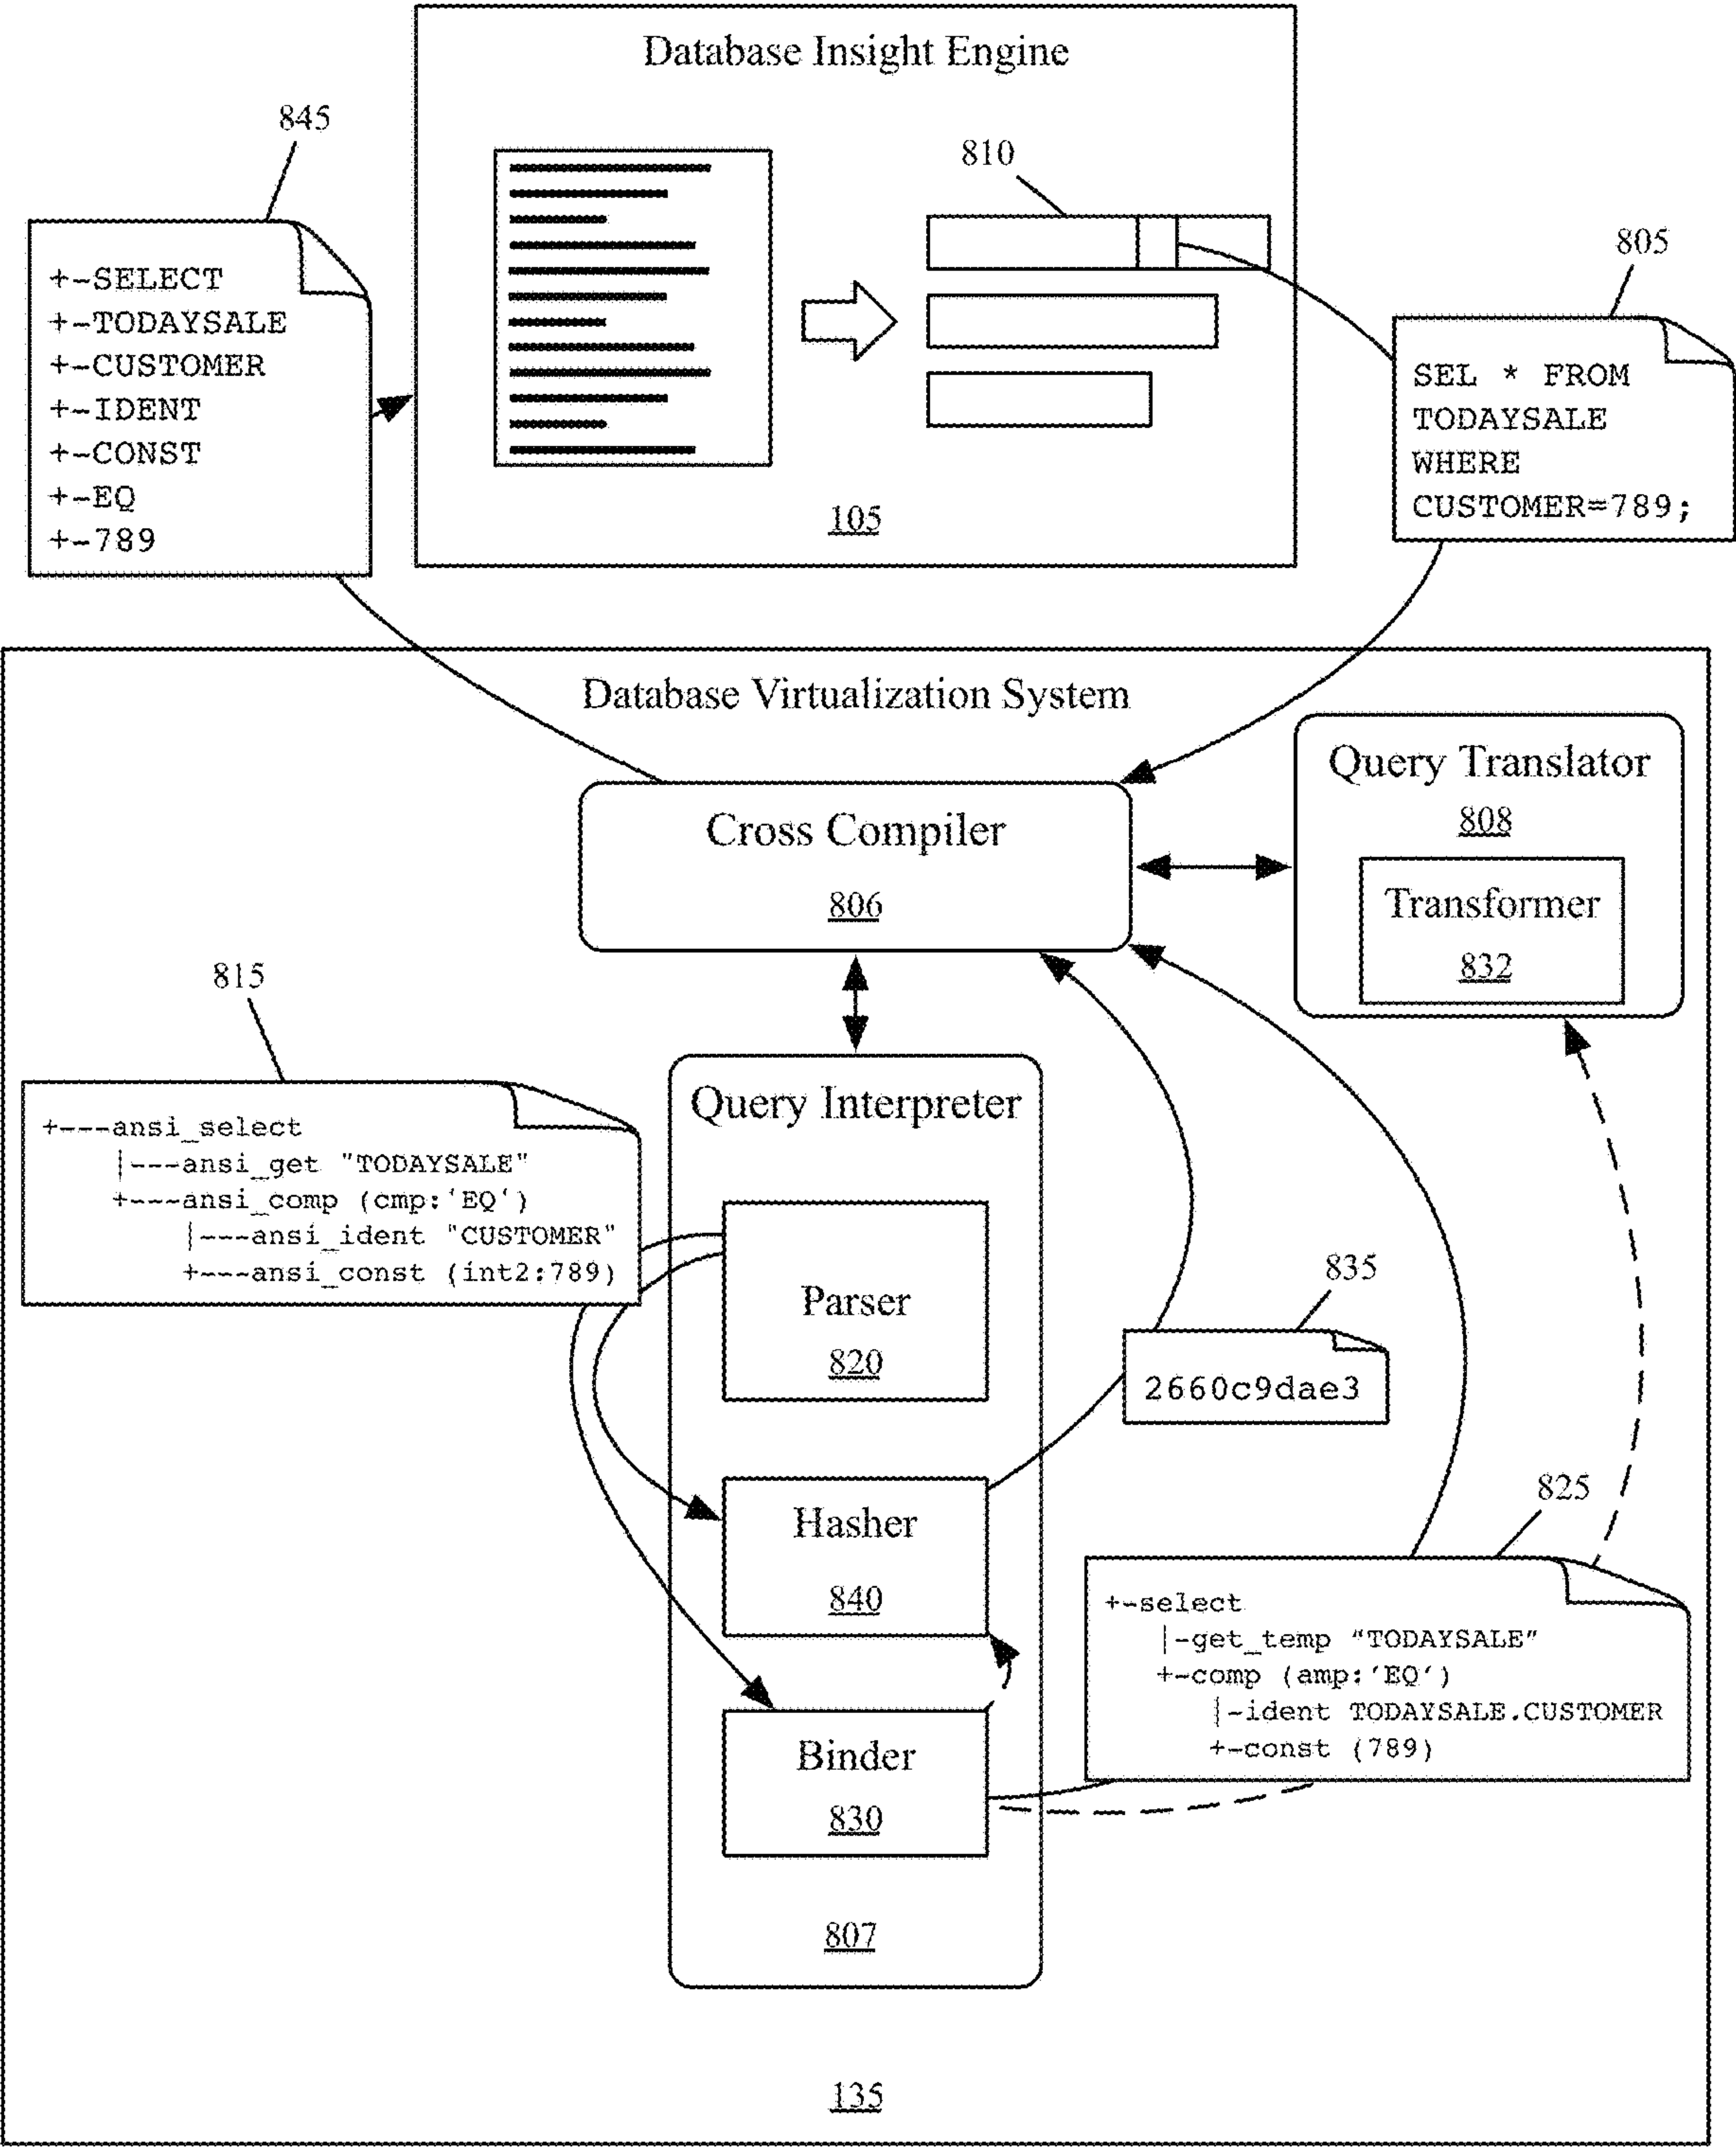 Database Insight Engine
845
810
805
+-SELECT
+-TODAYSALE
+-CUSTOMER
+-IDENT
+-CONST
+-EQ
+-789
SEL * FROM
TODAYSALE
WHERE
CUSTOMER=789;
105
Database Virtualization System
Query Translator
808
Transformer
832
Cross Compiler
806
815
+---ansi_select
|---ansi_get "TODAYSALE"
+---ansi_comp (cmp:‘EQ‘)
|---ansi_ident "CUSTOMER"
+---ansi_const (int2:789)
Query Interpreter
Parser
820
835
2660c9dae3
Hasher
840
825
+-select
|-get_temp “TODAYSALE”
+-comp (amp:‘EQ’)
|-ident TODAYSALE.CUSTOMER
+-const (789)
Binder
830
807
135